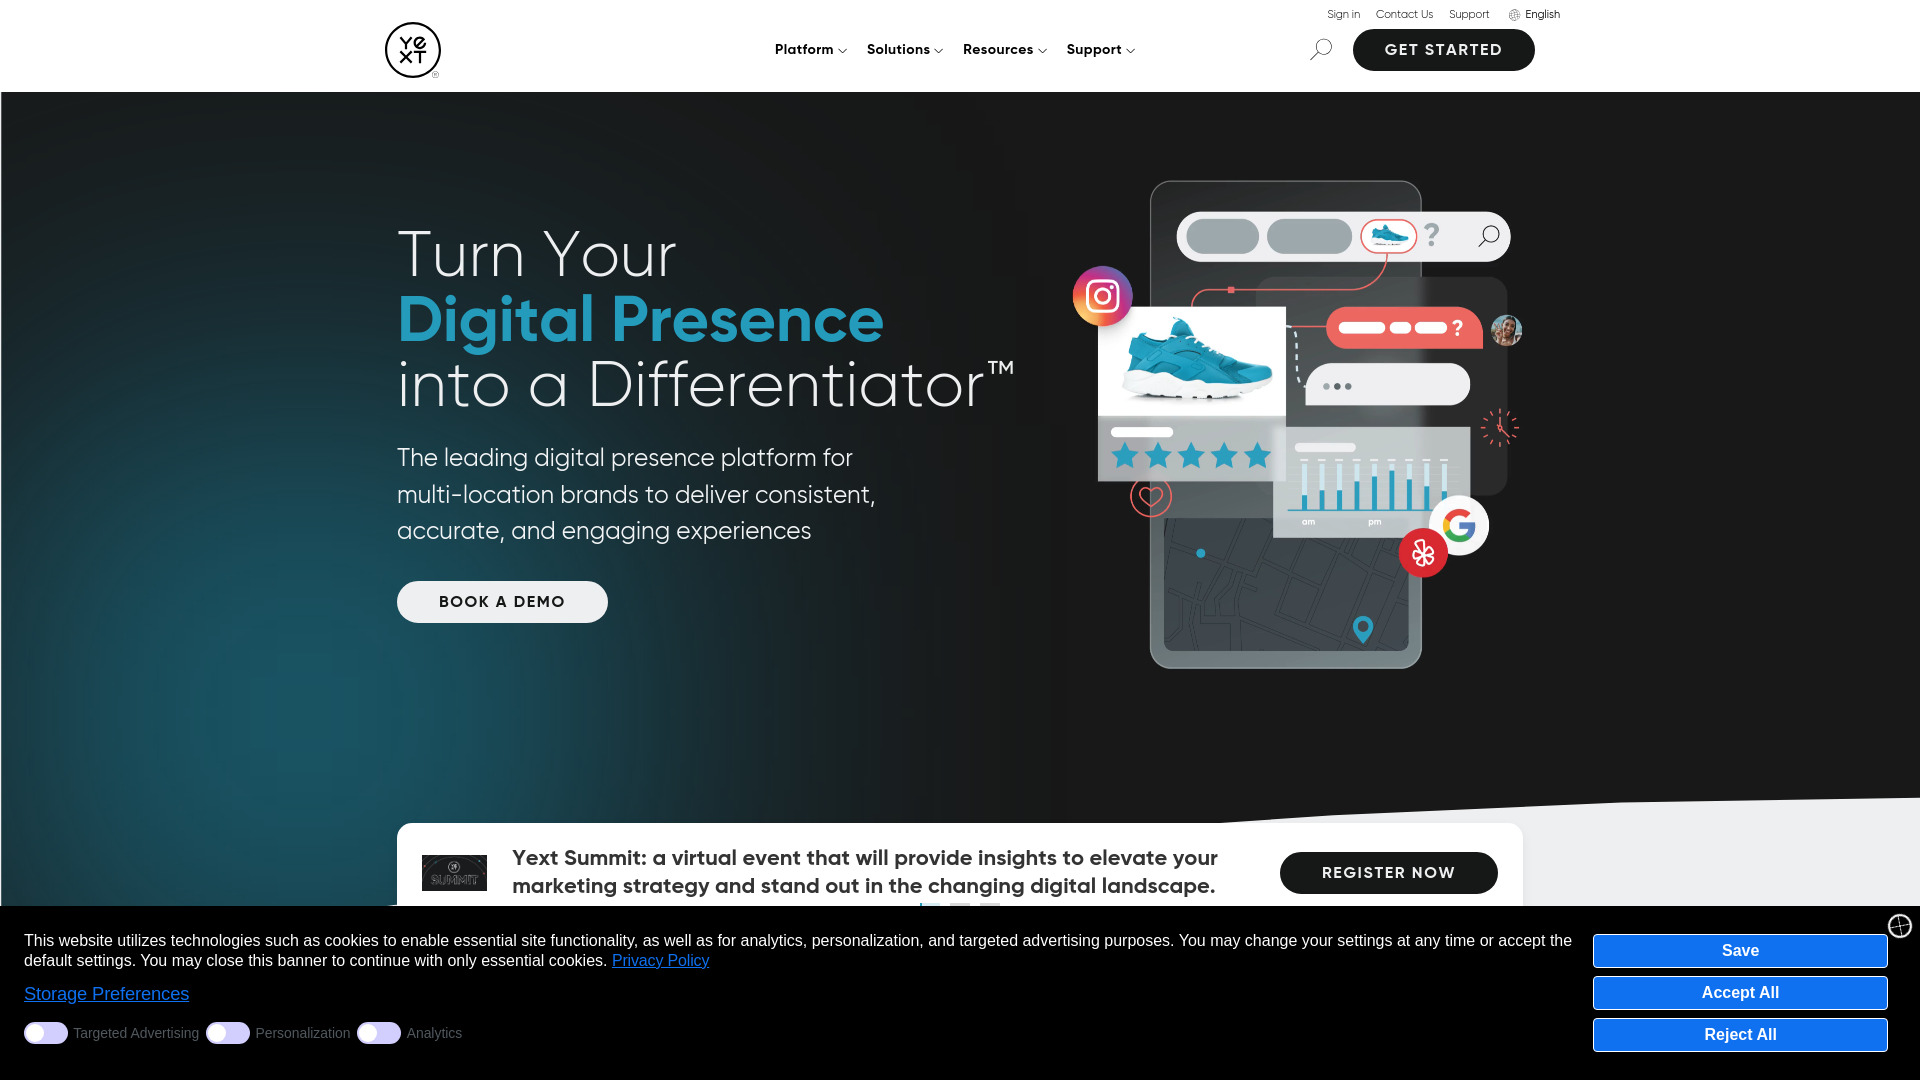 Sign in
Contact Us
Support
English
YEXT
®
Platform
Solutions
Resources
Support
GET STARTED
Turn Your
Digital Presence
into a Differentiator™
The leading digital presence platform for
multi-location brands to deliver consistent,
accurate, and engaging experiences
BOOK A DEMO
?
?
am
pm
G
SUMMIT
Yext Summit: a virtual event that will provide insights to elevate your
marketing strategy and stand out in the changing digital landscape.
REGISTER NOW
This website utilizes technologies such as cookies to enable essential site functionality, as well as for analytics, personalization, and targeted advertising purposes. You may change your settings at any time or accept the
default settings. You may close this banner to continue with only essential cookies. Privacy Policy
Storage Preferences
Targeted Advertising
Personalization
Analytics
Save
Accept All
Reject All